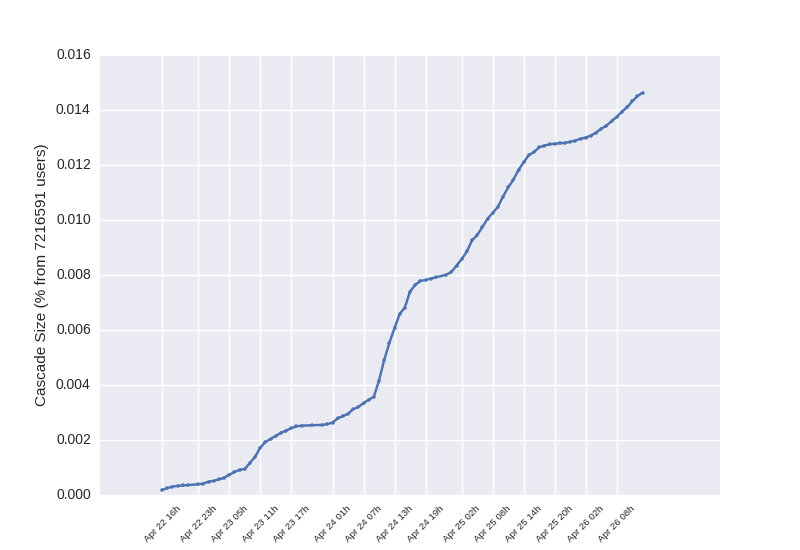 0.016
0.014
0.012
0.010
0.008
0.006
0.004
0.002
0.000
Cascade Size (% from 7216591 users)
Apr 22 16h
Apr 22 23h
Apr 23 05h
Apr 23 11h
Apr 23 17h
Apr 24 01h
Apr 24 07h
Apr 24 13h
Apr 24 19h
Apr 25 02h
Apr 25 08h
Apr 25 14h
Apr 25 20h
Apr 26 02h
Apr 26 08h